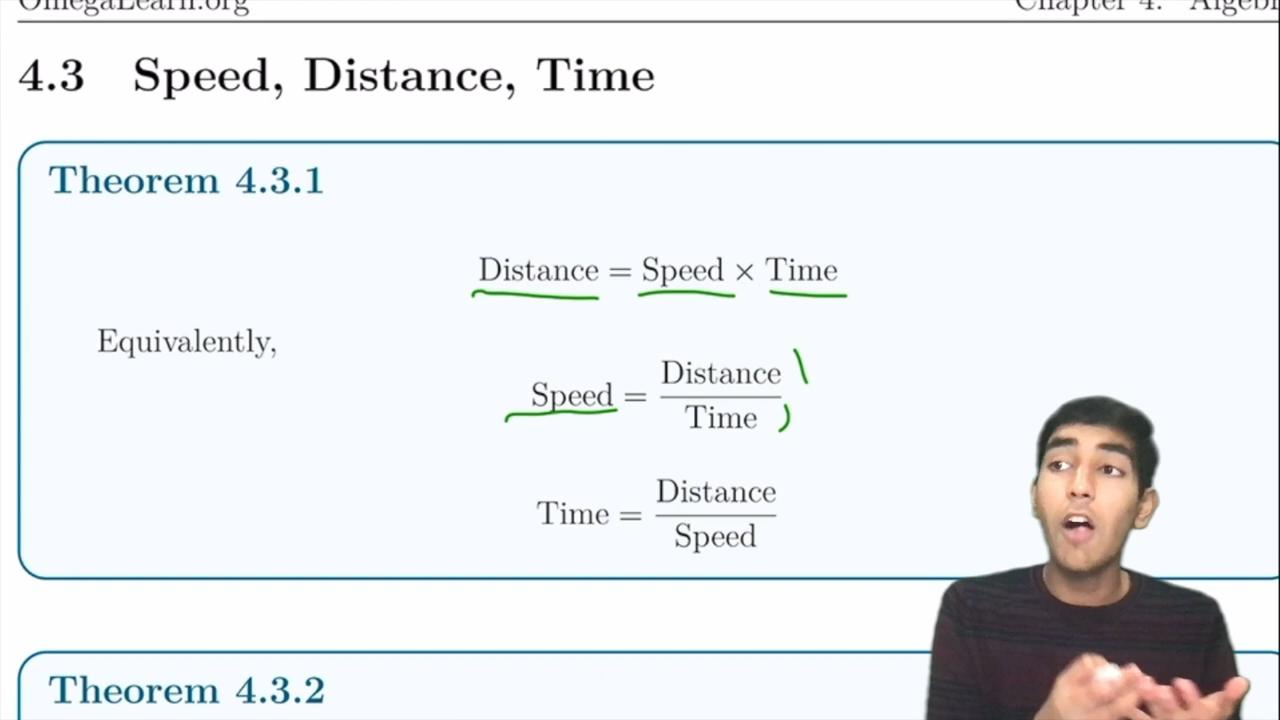 OmegaLearn.org Chapter 4. Algebr
4.3 Speed, Distance, Time
Theorem 4.3.1
Distance = Speed × Time
Equivalently,
Speed = Distance / Time
Time = Distance / Speed
Theorem 4.3.2